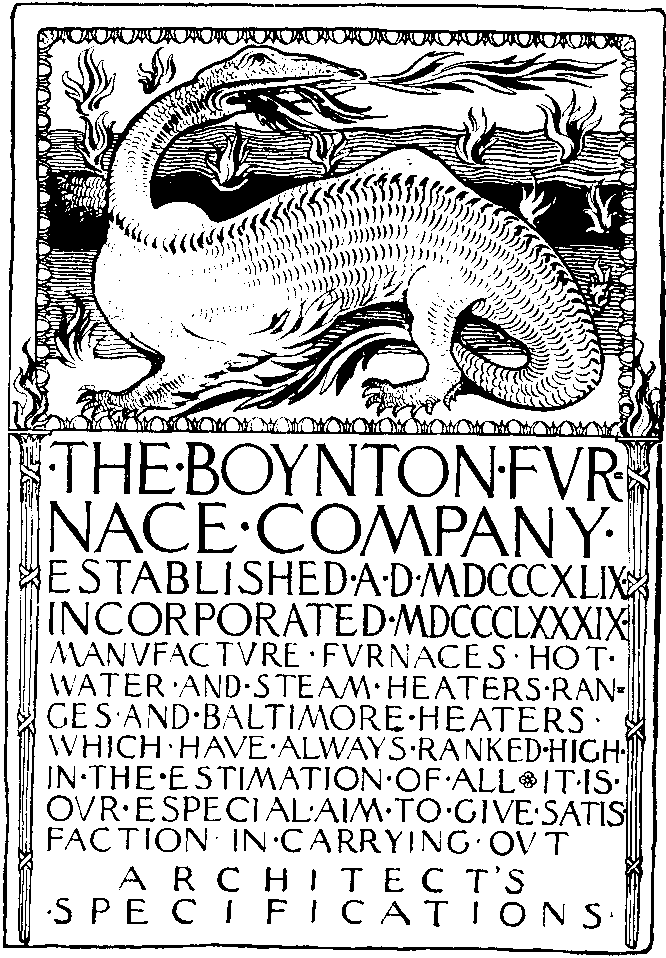 ·THE·BOYNTON·FVR=
NACE·COMPANY·
ESTABLISHED·A·D·MDCCCXLIX·
INCORPORATED·MDCCCLXXXIX·
MANVFACTVRE·FVRNACES·HOT·
WATER·AND·STEAM·HEATERS·RAN=
GES·AND·BALTIMORE·HEATERS·
WHICH·HAVE·ALWAYS·RANKED·HIGH·
IN·THE·ESTIMATION·OF·ALL❁IT·IS·
OVR·ESPECIAL·AIM·TO·GIVE·SATIS
FACTION·IN·CARRYING·OVT
ARCHITECT'S
·SPECIFICATIONS·